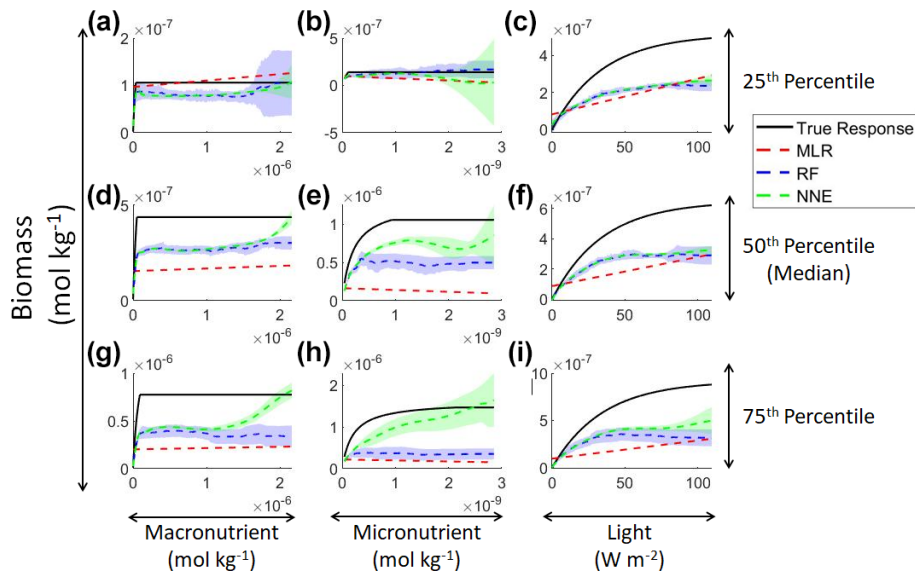 (a)
×10⁻⁷
2
1
0
0
1
2
×10⁻⁶
(b)
×10⁻⁷
5
0
-5
0
1
2
3
×10⁻⁹
(c)
×10⁻⁷
4
2
0
0
50
100
25th Percentile
True Response
MLR
RF
NNE
(d)
×10⁻⁷
5
0
0
1
2
×10⁻⁶
(e)
×10⁻⁶
1
0.5
0
0
1
2
3
×10⁻⁹
(f)
×10⁻⁷
6
4
2
0
0
50
100
50th Percentile
(Median)
Biomass
(mol kg⁻¹)
(g)
×10⁻⁶
1
0.5
0
0
1
2
×10⁻⁶
(h)
×10⁻⁶
2
1
0
0
1
2
3
×10⁻⁹
(i)
×10⁻⁷
10
5
0
0
50
100
75th Percentile
Macronutrient
(mol kg⁻¹)
Micronutrient
(mol kg⁻¹)
Light
(W m⁻²)